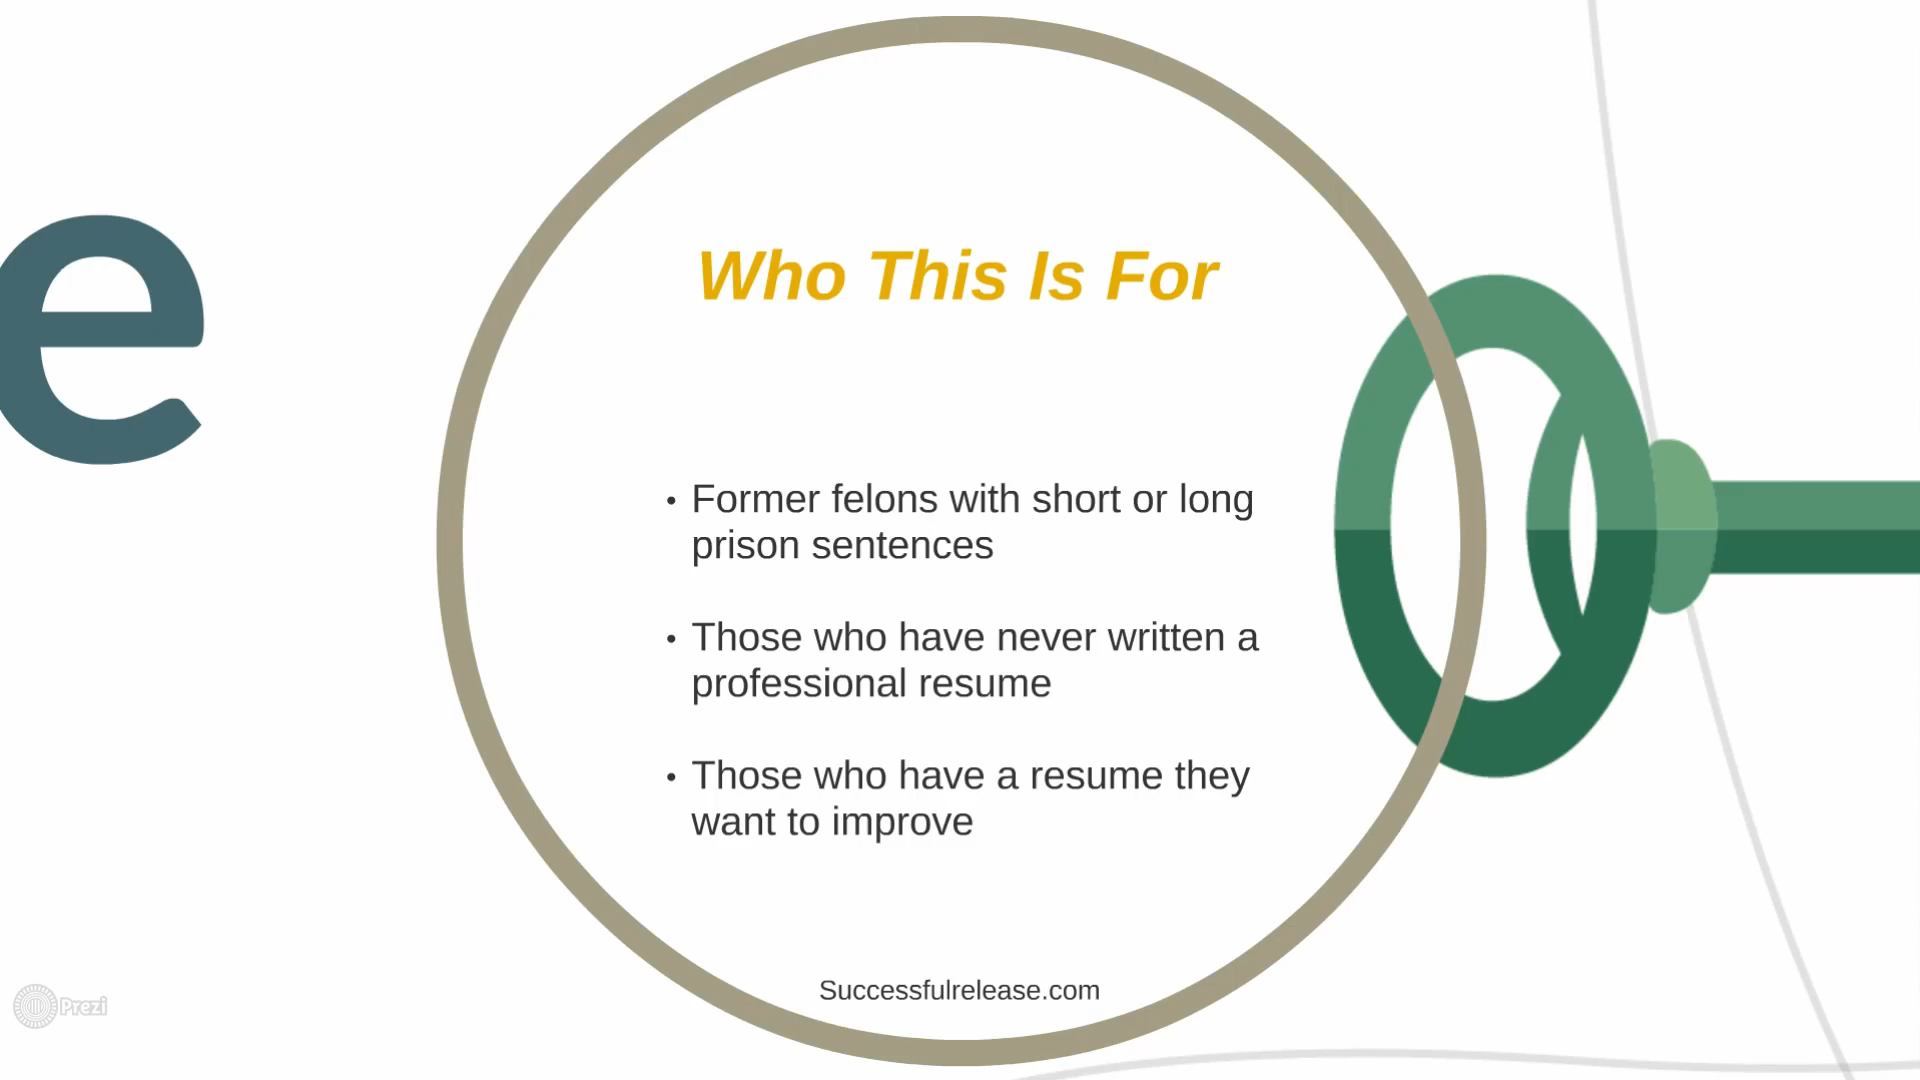 e
Who This Is For
• Former felons with short or long
prison sentences
• Those who have never written a
professional resume
• Those who have a resume they
want to improve
Successfulrelease.com
Prezi